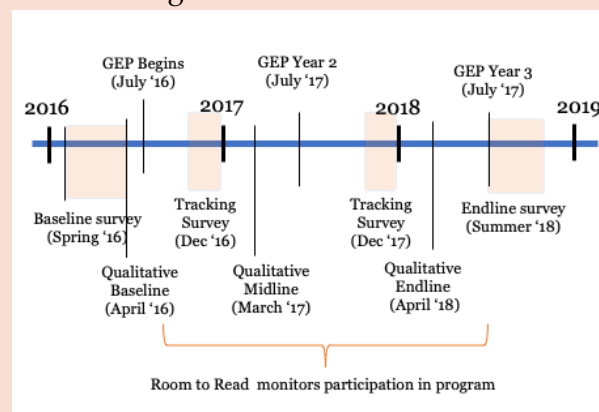 GEP Begins
(July '16)
GEP Year 2
(July '17)
GEP Year 3
(July '17)
2016
2017
2018
2019
Baseline survey
(Spring '16)
Tracking
Survey
(Dec '16)
Tracking
Survey
(Dec '17)
Endline survey
(Summer '18)
Qualitative
Baseline
(April '16)
Qualitative
Midline
(March '17)
Qualitative
Endline
(April '18)
Room to Read monitors participation in program